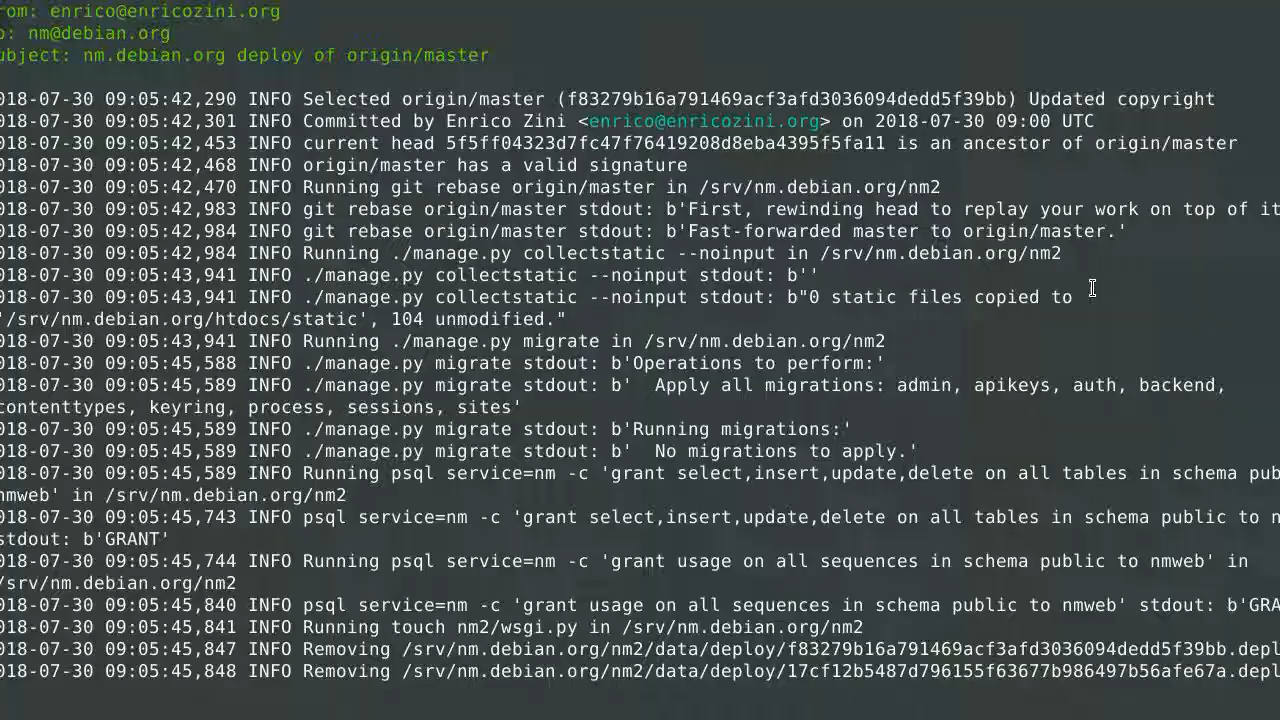 rom: enrico@enricozini.org
o: nm@debian.org
ubject: nm.debian.org deploy of origin/master
018-07-30 09:05:42,290 INFO Selected origin/master (f83279b16a791469acf3afd3036094dedd5f39bb) Updated copyright
018-07-30 09:05:42,301 INFO Committed by Enrico Zini <enrico@enricozini.org> on 2018-07-30 09:00 UTC
018-07-30 09:05:42,453 INFO current head 5f5ff04323d7fc47f76419208d8eba4395f5fa11 is an ancestor of origin/master
018-07-30 09:05:42,468 INFO origin/master has a valid signature
018-07-30 09:05:42,470 INFO Running git rebase origin/master in /srv/nm.debian.org/nm2
018-07-30 09:05:42,983 INFO git rebase origin/master stdout: b'First, rewinding head to replay your work on top of it
018-07-30 09:05:42,984 INFO git rebase origin/master stdout: b'Fast-forwarded master to origin/master.'
018-07-30 09:05:42,984 INFO Running ./manage.py collectstatic --noinput in /srv/nm.debian.org/nm2
018-07-30 09:05:43,941 INFO ./manage.py collectstatic --noinput stdout: b''
018-07-30 09:05:43,941 INFO ./manage.py collectstatic --noinput stdout: b"0 static files copied to
'/srv/nm.debian.org/htdocs/static', 104 unmodified."
018-07-30 09:05:43,941 INFO Running ./manage.py migrate in /srv/nm.debian.org/nm2
018-07-30 09:05:45,588 INFO ./manage.py migrate stdout: b'Operations to perform:'
018-07-30 09:05:45,589 INFO ./manage.py migrate stdout: b'  Apply all migrations: admin, apikeys, auth, backend,
contenttypes, keyring, process, sessions, sites'
018-07-30 09:05:45,589 INFO ./manage.py migrate stdout: b'Running migrations:'
018-07-30 09:05:45,589 INFO ./manage.py migrate stdout: b'  No migrations to apply.'
018-07-30 09:05:45,589 INFO Running psql service=nm -c 'grant select,insert,update,delete on all tables in schema pub
nmweb' in /srv/nm.debian.org/nm2
018-07-30 09:05:45,743 INFO psql service=nm -c 'grant select,insert,update,delete on all tables in schema public to n
stdout: b'GRANT'
018-07-30 09:05:45,744 INFO Running psql service=nm -c 'grant usage on all sequences in schema public to nmweb' in
/srv/nm.debian.org/nm2
018-07-30 09:05:45,840 INFO psql service=nm -c 'grant usage on all sequences in schema public to nmweb' stdout: b'GRA
018-07-30 09:05:45,841 INFO Running touch nm2/wsgi.py in /srv/nm.debian.org/nm2
018-07-30 09:05:45,847 INFO Removing /srv/nm.debian.org/nm2/data/deploy/f83279b16a791469acf3afd3036094dedd5f39bb.depl
018-07-30 09:05:45,848 INFO Removing /srv/nm.debian.org/nm2/data/deploy/17cf12b5487d796155f63677b986497b56afe67a.depl